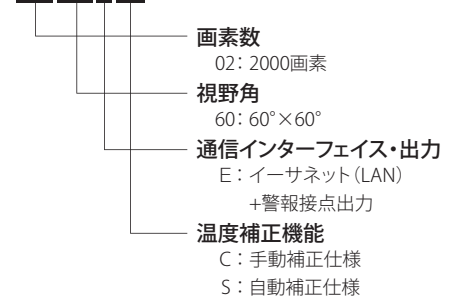 画素数
02：2000画素
視野角
60：60°×60°
通信インターフェイス・出力
E：イーサネット（LAN）
+警報接点出力
温度補正機能
C：手動補正仕様
S：自動補正仕様